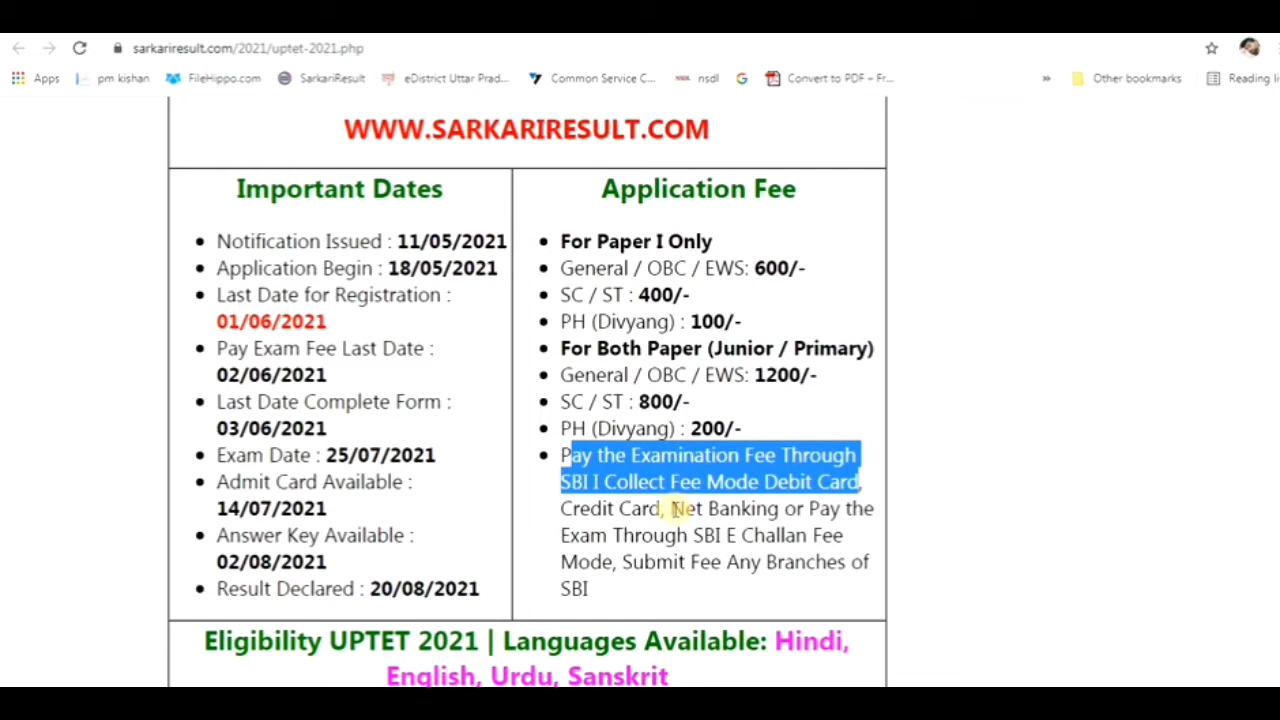 sarkariresult.com/2021/uptet-2021.php
Apps pm kishan FileHippo.com SarkariResult eDistrict Uttar Prad... Common Service C... nsdl Convert to PDF – Fr... » Other bookmarks Reading li
WWW.SARKARIRESULT.COM
Important Dates
Notification Issued : 11/05/2021
Application Begin : 18/05/2021
Last Date for Registration :
01/06/2021
Pay Exam Fee Last Date :
02/06/2021
Last Date Complete Form :
03/06/2021
Exam Date : 25/07/2021
Admit Card Available :
14/07/2021
Answer Key Available :
02/08/2021
Result Declared : 20/08/2021
Application Fee
For Paper I Only
General / OBC / EWS: 600/-
SC / ST : 400/-
PH (Divyang) : 100/-
For Both Paper (Junior / Primary)
General / OBC / EWS: 1200/-
SC / ST : 800/-
PH (Divyang) : 200/-
Pay the Examination Fee Through
SBI I Collect Fee Mode Debit Card,
Credit Card, Net Banking or Pay the
Exam Through SBI E Challan Fee
Mode, Submit Fee Any Branches of
SBI
Eligibility UPTET 2021 | Languages Available: Hindi,
English, Urdu, Sanskrit